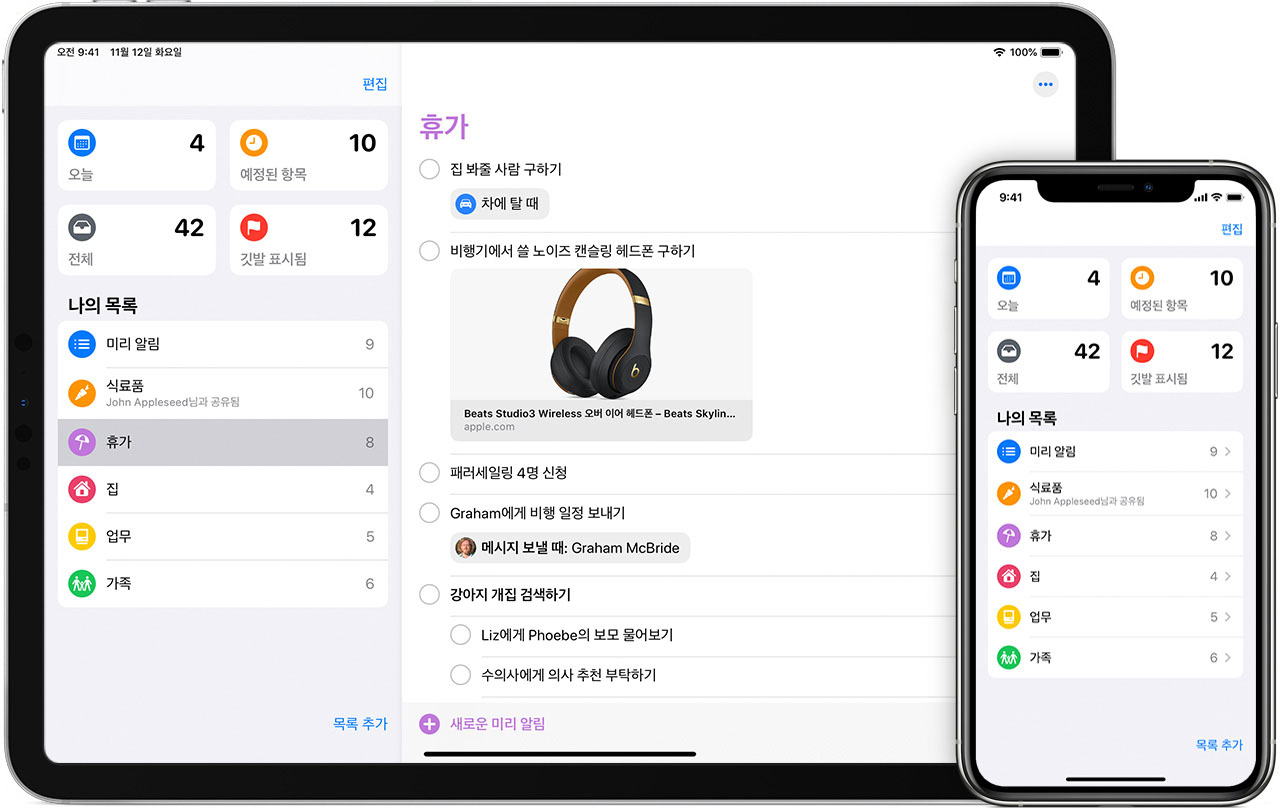 오전 9:41 11월 12일 화요일
100%
편집
4
오늘
10
예정된 항목
42
전체
12
깃발 표시됨
나의 목록
미리 알림 9
식료품
John Appleseed님과 공유됨
10
휴가 8
집 4
업무 5
가족 6
목록 추가
휴가
집 봐줄 사람 구하기
차에 탈 때
비행기에서 쓸 노이즈 캔슬링 헤드폰 구하기
Beats Studio3 Wireless 오버 이어 헤드폰 – Beats Skylin...
apple.com
패러세일링 4명 신청
Graham에게 비행 일정 보내기
메시지 보낼 때: Graham McBride
강아지 개집 검색하기
Liz에게 Phoebe의 보모 물어보기
수의사에게 의사 추천 부탁하기
새로운 미리 알림
9:41
편집
4
오늘
10
예정된 항목
42
전체
12
깃발 표시됨
나의 목록
미리 알림 9
식료품
John Appleseed님과 공유됨
10
휴가 8
집 4
업무 5
가족 6
목록 추가